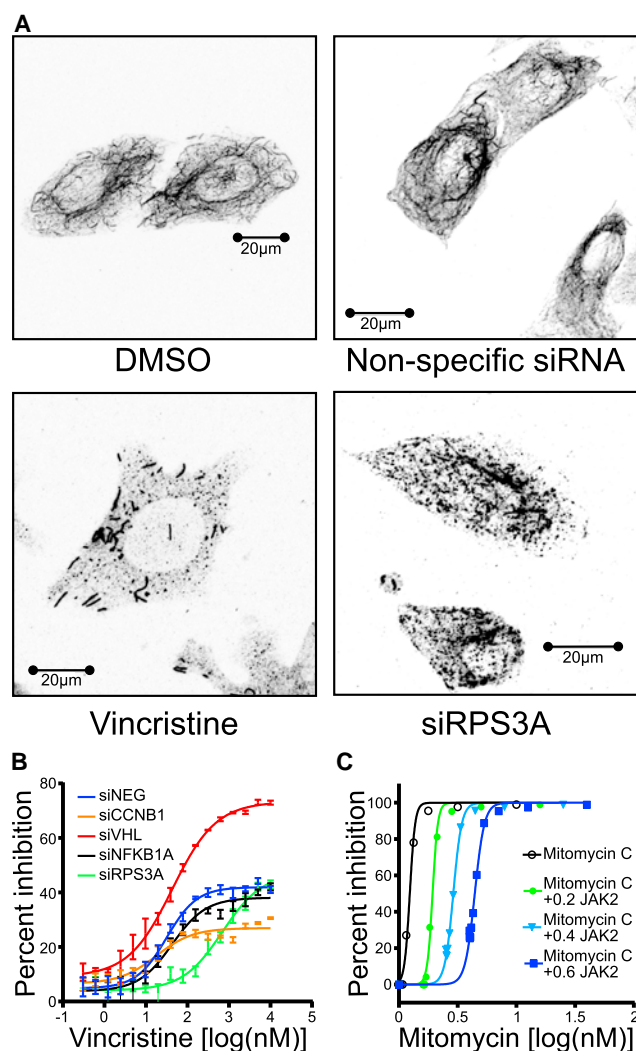 A
20µm
20µm
DMSO
Non-specific siRNA
20µm
20µm
Vincristine
siRPS3A
B
C
80
60
40
20
0
Percent inhibition
siNEG
siCCNB1
siVHL
siNFKB1A
siRPS3A
-1
0
1
2
3
4
5
Vincristine [log(nM)]
100
80
60
40
20
0
Percent inhibition
Mitomycin C
Mitomycin C
+0.2 JAK2
Mitomycin C
+0.4 JAK2
Mitomycin C
+0.6 JAK2
0
0.5
1
1.5
2
Mitomycin [log(nM)]